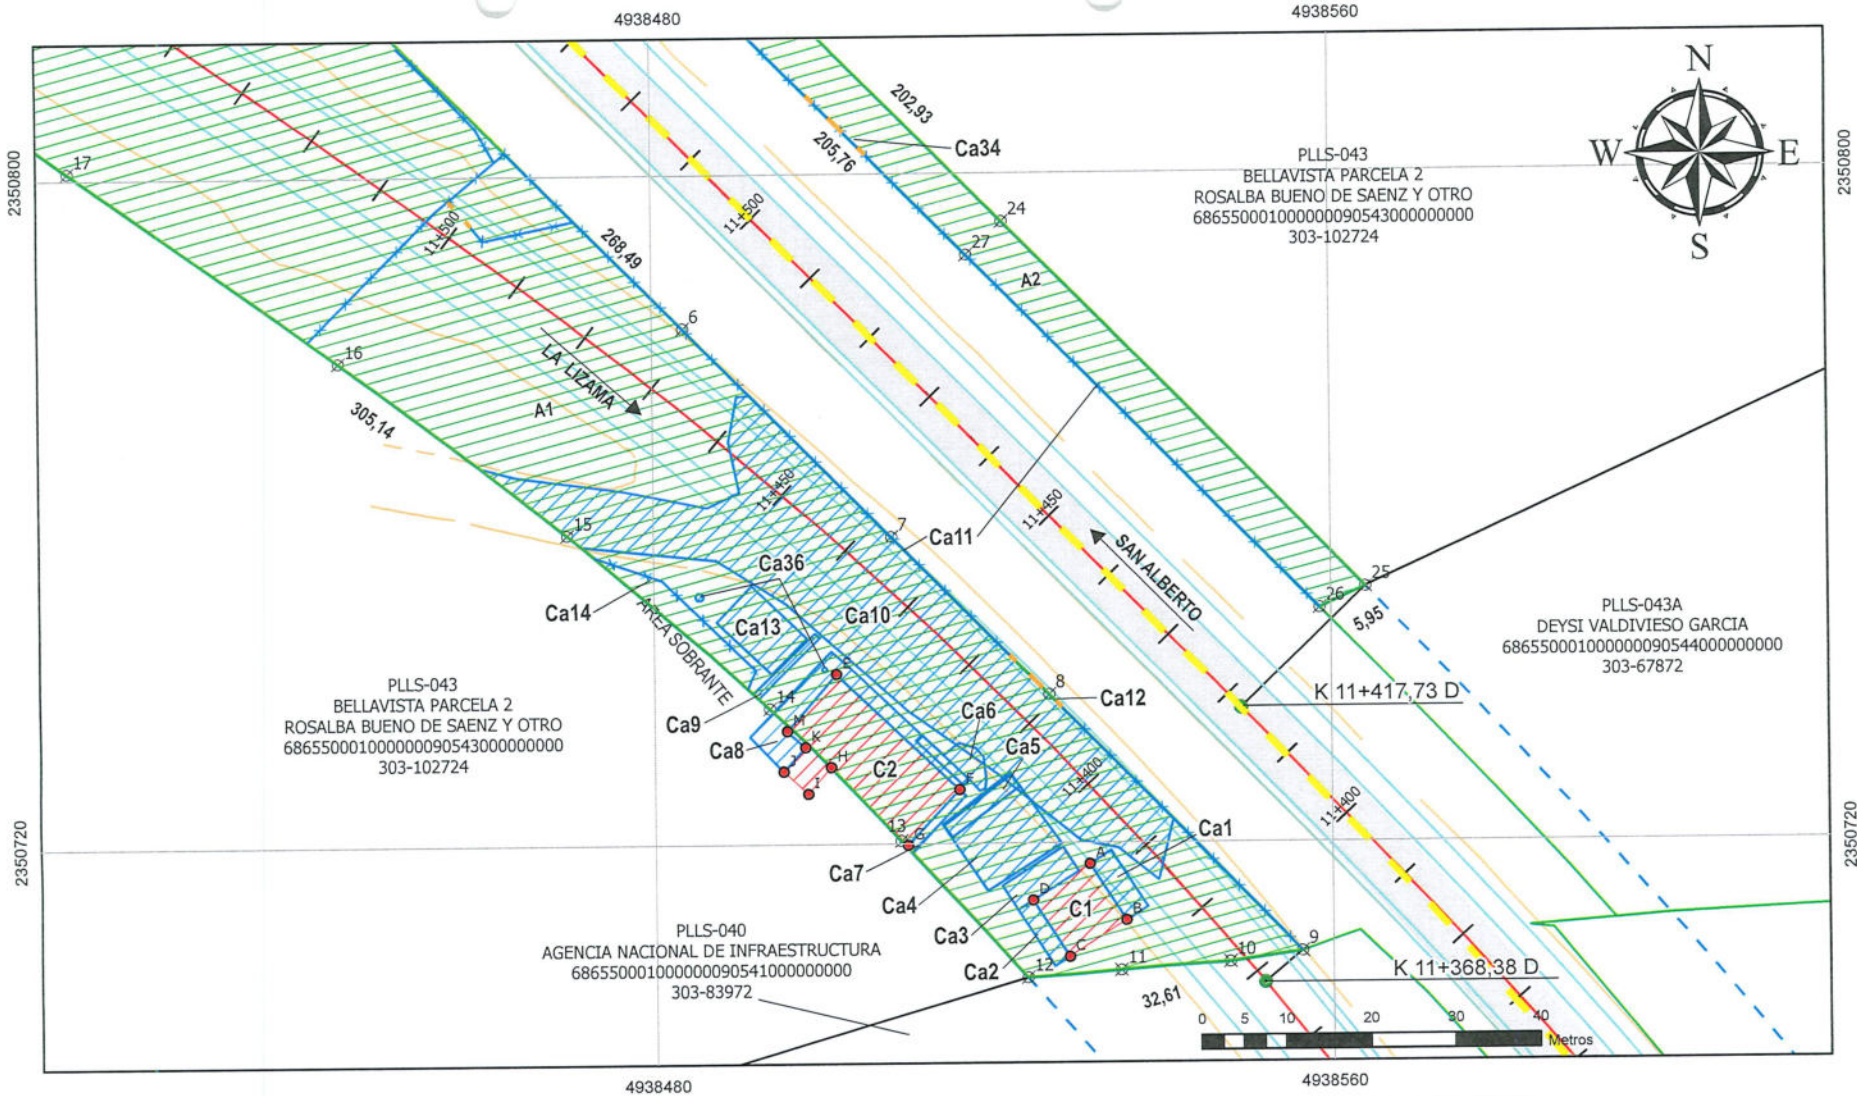 4938480
4938560
N
W
E
S
2350800
2350800
17
202,93
205,76
Ca34
PLLS-043
BELLAVISTA PARCELA 2
ROSALBA BUENO DE SAENZ Y OTRO
686550001000000090543000000000
303-102724
24
27
A2
11+500
11+500
268,49
6
16
LA LIZAMA
A1
305,14
11+450
11+450
15
7
Ca11
SAN ALBERTO
Ca36
25
26
5,95
PLLS-043A
DEYSI VALDIVIESO GARCIA
686550001000000090544000000000
303-67872
Ca14
AREA SOBRANTE
Ca13
Ca10
E
8
Ca12
K 11+417,73 D
PLLS-043
BELLAVISTA PARCELA 2
ROSALBA BUENO DE SAENZ Y OTRO
686550001000000090543000000000
303-102724
14
Ca9
Ca6
M
K
Ca8
Ca5
H
J
C2
I
F
11+400
11+400
13
G
Ca1
2350720
2350720
Ca7
A
Ca4
D
C1
B
Ca3
C
Ca2
PLLS-040
AGENCIA NACIONAL DE INFRAESTRUCTURA
686550001000000090541000000000
303-83972
12
11
10
9
K 11+368,38 D
32,61
0 5 10 20 30 40
Metros
4938480
4938560